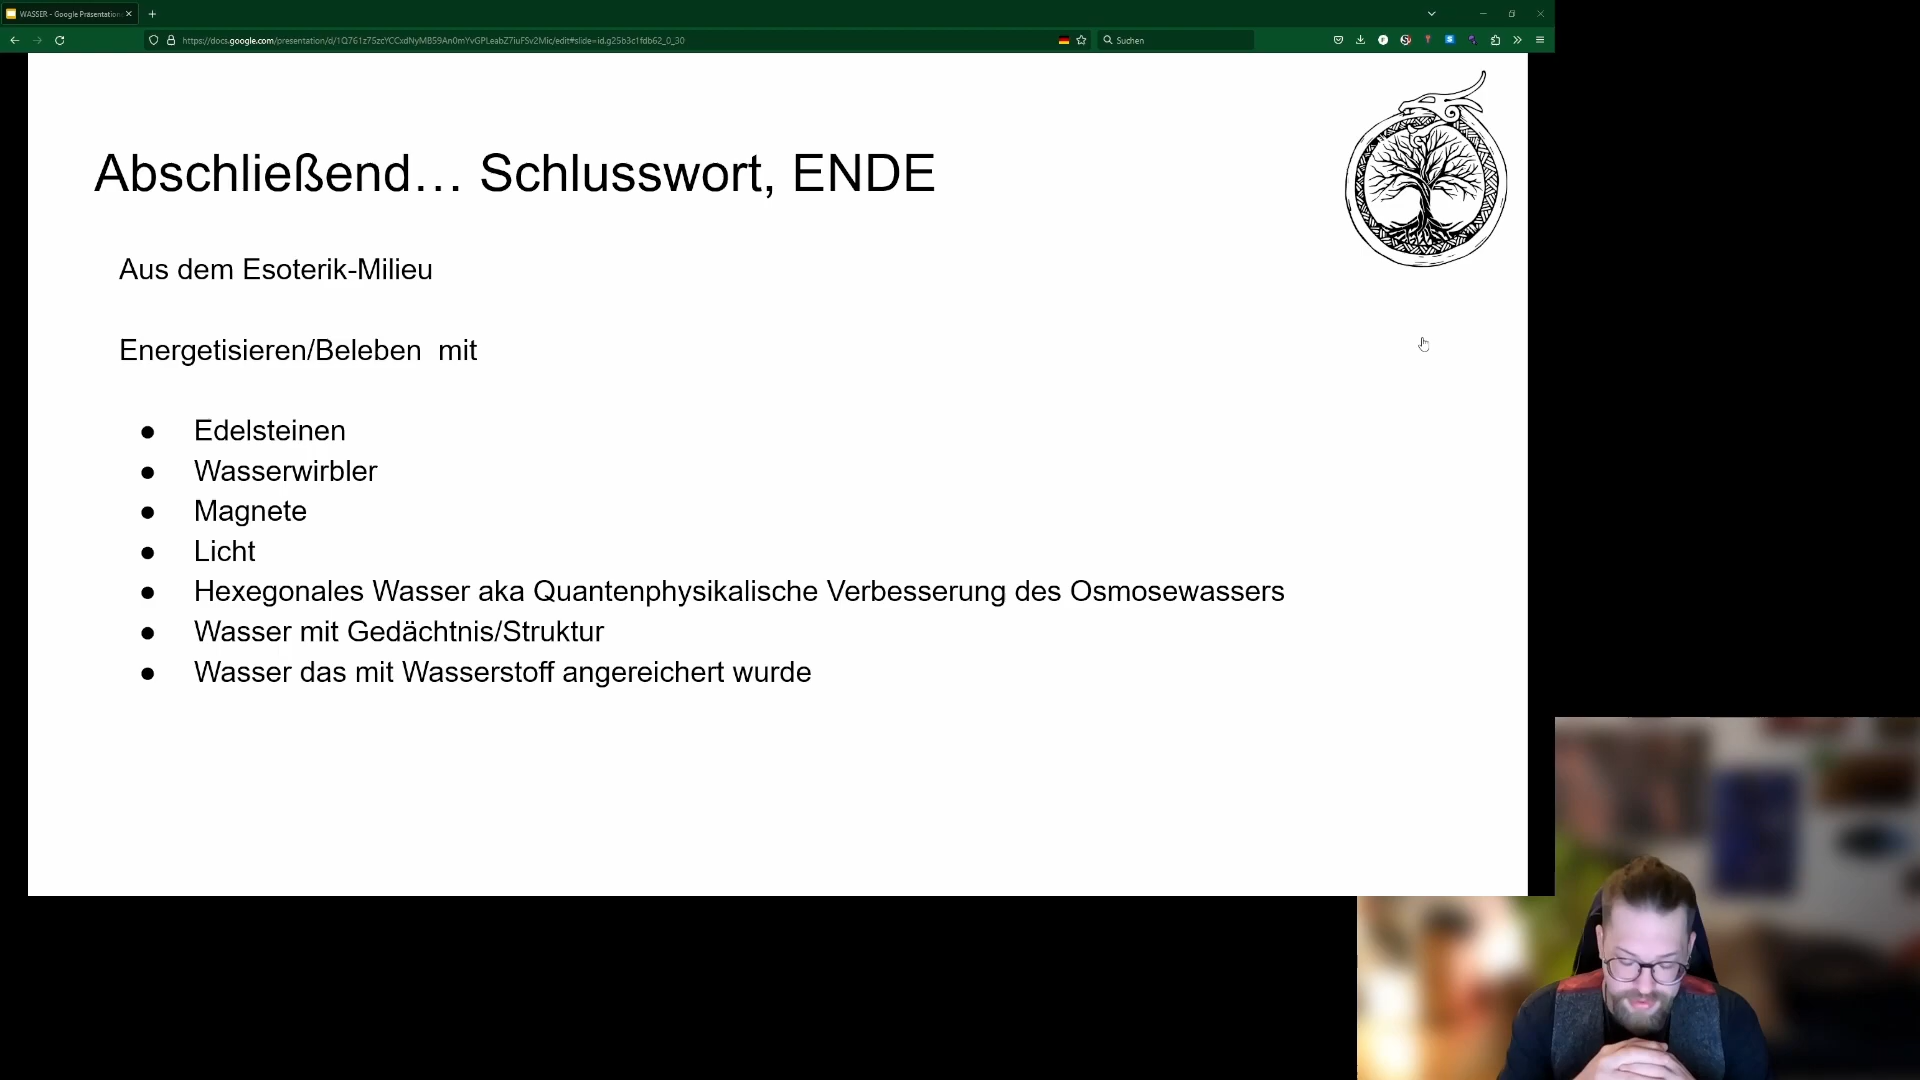 WASSER - Google Präsentation
https://docs.google.com/presentation/d/1Q761z75zcYCCxdNyMB59An0mYvGPLeabZ7iuFSv2Mic/edit#slide=id.g25b3c1fdb62_0_30
Suchen
Abschließend… Schlusswort, ENDE
Aus dem Esoterik-Milieu
Energetisieren/Beleben mit
● Edelsteinen
● Wasserwirbler
● Magnete
● Licht
● Hexegonales Wasser aka Quantenphysikalische Verbesserung des Osmosewassers
● Wasser mit Gedächtnis/Struktur
● Wasser das mit Wasserstoff angereichert wurde